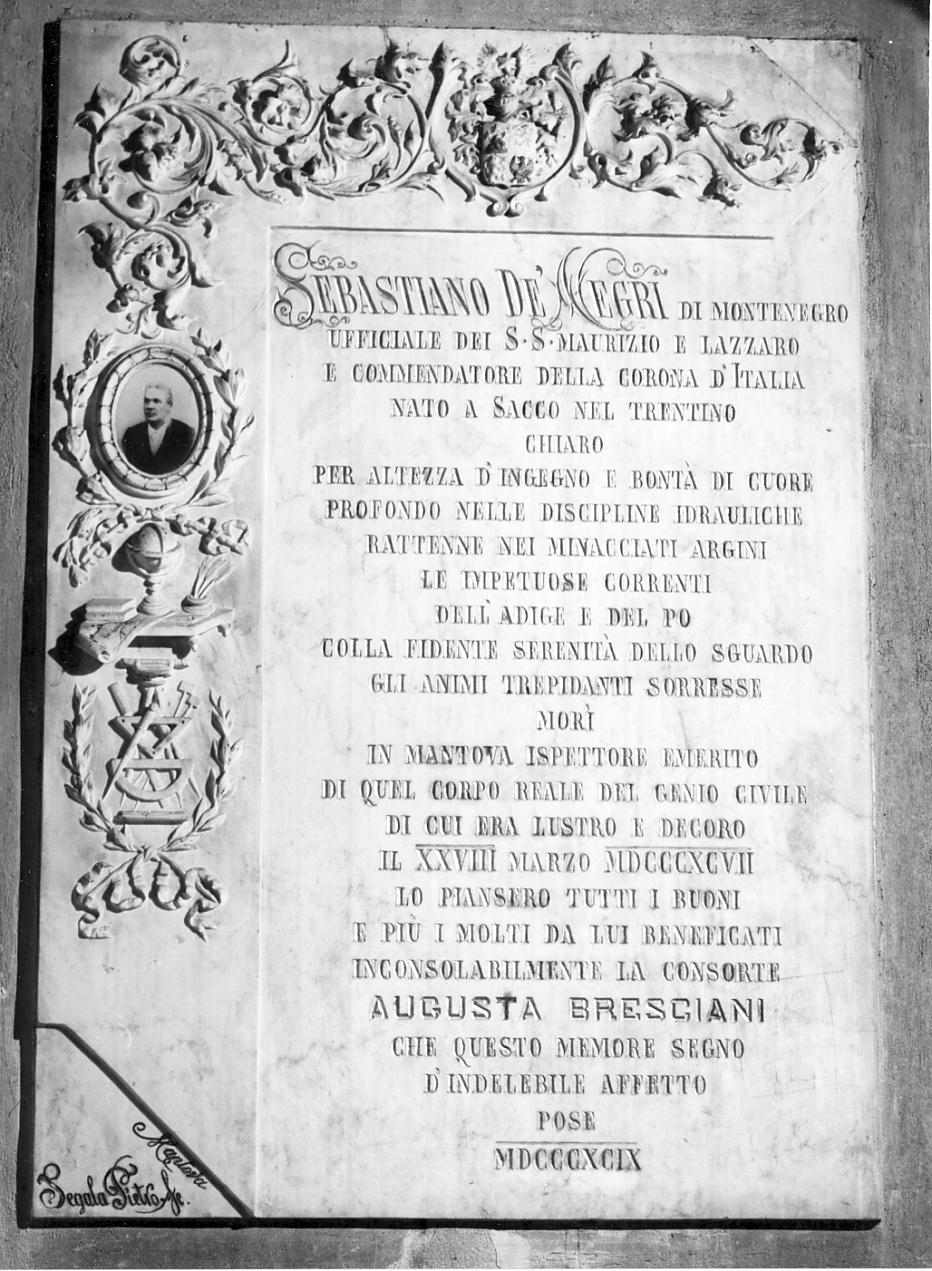 SEBASTIANO DE' NEGRI DI MONTENEGRO
UFFICIALE DEI S·S·MAURIZIO E LAZZARO
E COMMENDATORE DELLA CORONA D'ITALIA
NATO A SACCO NEL TRENTINO
CHIARO
PER ALTEZZA D'INGEGNO E BONTÀ DI CUORE
PROFONDO NELLE DISCIPLINE IDRAULICHE
RATTENNE NEI MINACCIATI ARGINI
LE IMPETUOSE CORRENTI
DELL'ADIGE E DEL PO
COLLA FIDENTE SERENITÀ DELLO SGUARDO
GLI ANIMI TREPIDANTI SORRESSE
MORÌ
IN MANTOVA ISPETTORE EMERITO
DI QUEL CORPO REALE DEL GENIO CIVILE
DI CUI ERA LUSTRO E DECORO
IL XXVIII MARZO MDCCCXCVII
LO PIANSERO TUTTI I BUONI
E PIÙ I MOLTI DA LUI BENEFICATI
INCONSOLABILMENTE LA CONSORTE
AUGUSTA BRESCIANI
CHE QUESTO MEMORE SEGNO
D'INDELEBILE AFFETTO
POSE
MDCCCXCIX
Mantova
Segala Pietro fe.